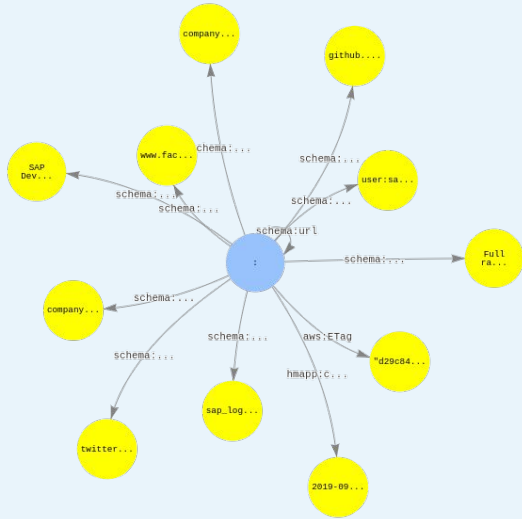 company...
github....
www.fac...
chema:...
schema:...
SAP
Dev...
user:sa...
schema:...
schema:...
schema:...
schema:url
:
schema:...
Full
ra...
company...
schema:...
schema:...
schema:...
aws:ETag
"d29c84...
hmapp:c...
sap_log...
twitter...
2019-09...